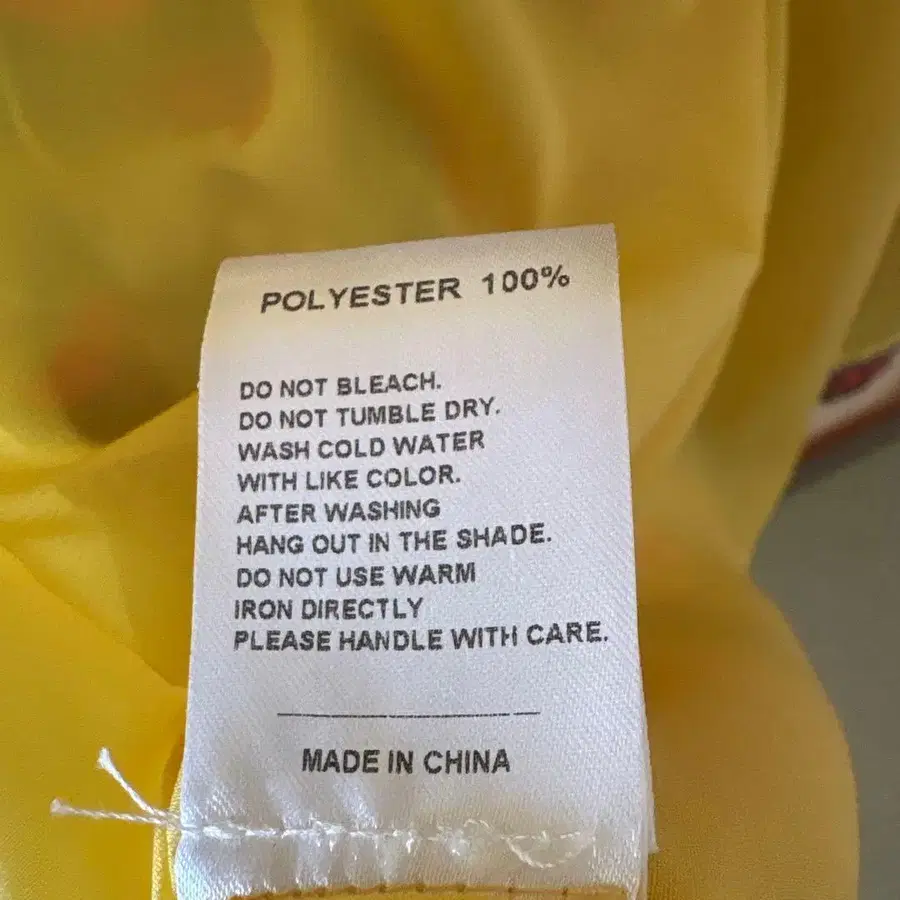 POLYESTER 100%
DO NOT BLEACH.
DO NOT TUMBLE DRY.
WASH COLD WATER
WITH LIKE COLOR.
AFTER WASHING
HANG OUT IN THE SHADE.
DO NOT USE WARM
IRON DIRECTLY
PLEASE HANDLE WITH CARE.
MADE IN CHINA